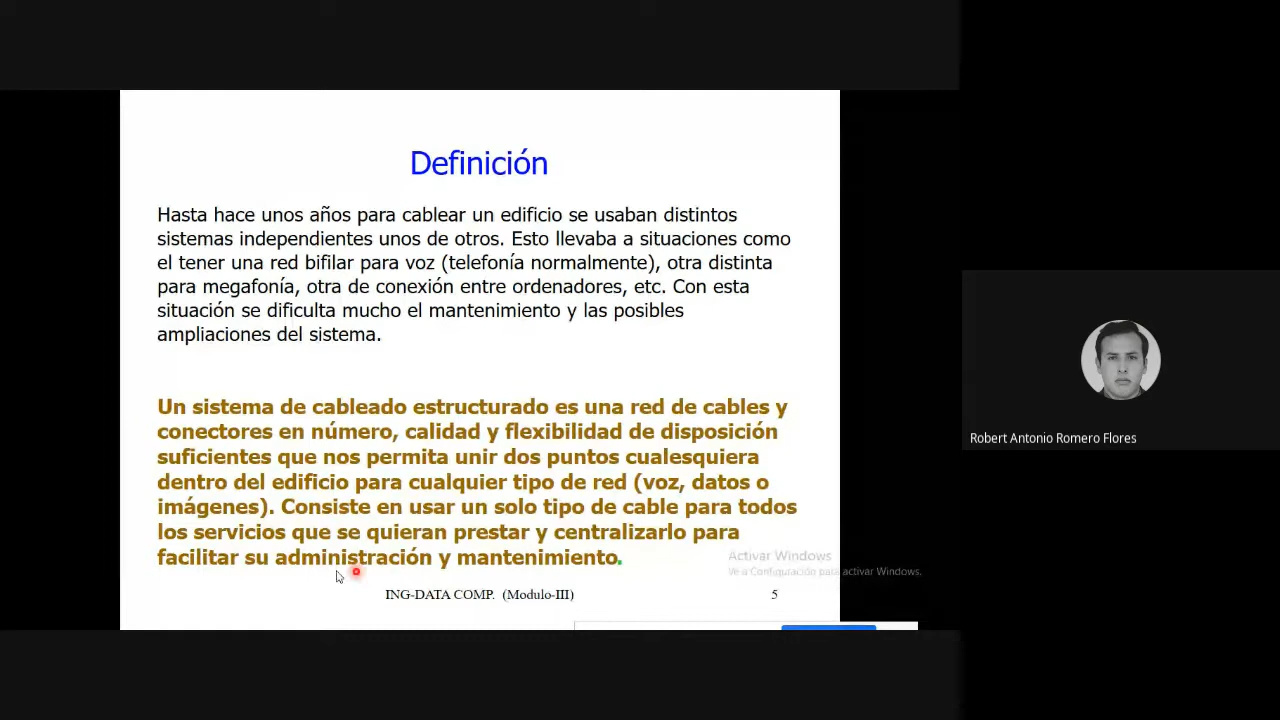 Definición
Hasta hace unos años para cablear un edificio se usaban distintos
sistemas independientes unos de otros. Esto llevaba a situaciones como
el tener una red bifilar para voz (telefonía normalmente), otra distinta
para megafonía, otra de conexión entre ordenadores, etc. Con esta
situación se dificulta mucho el mantenimiento y las posibles
ampliaciones del sistema.
Un sistema de cableado estructurado es una red de cables y
conectores en número, calidad y flexibilidad de disposición
suficientes que nos permita unir dos puntos cualesquiera
dentro del edificio para cualquier tipo de red (voz, datos o
imágenes). Consiste en usar un solo tipo de cable para todos
los servicios que se quieran prestar y centralizarlo para
facilitar su administración y mantenimiento.
Activar Windows
Ve a Configuración para activar Windows.
ING-DATA COMP. (Modulo-III)
5
Robert Antonio Romero Flores